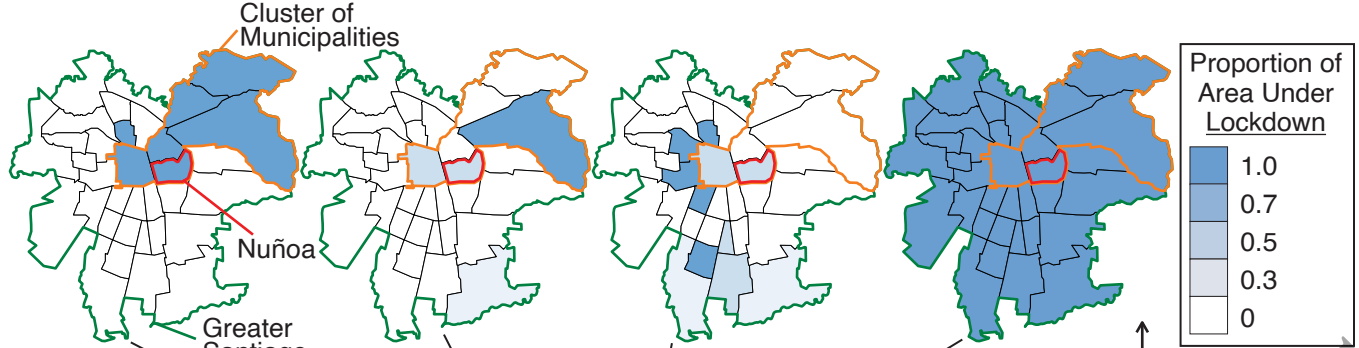 Cluster of
Municipalities
Nuñoa
Greater
Proportion of
Area Under
Lockdown
1.0
0.7
0.5
0.3
0